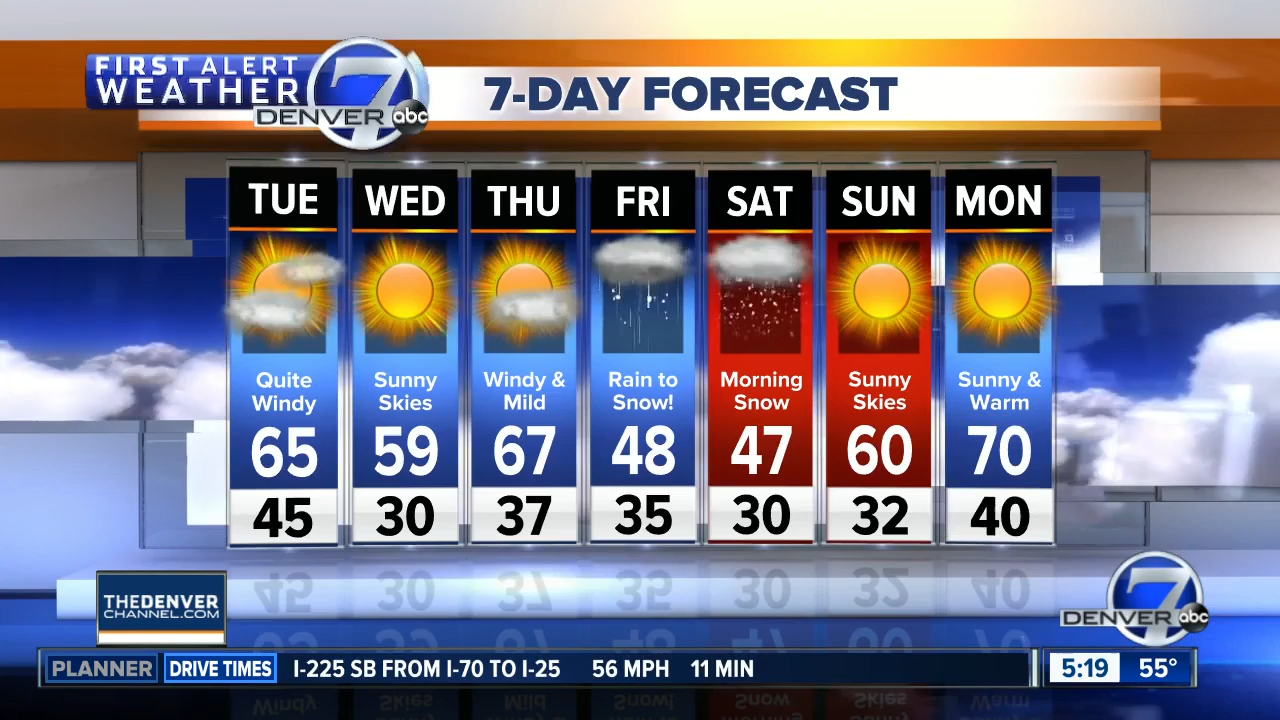 FIRST ALERT
WEATHER
7
DENVER abc
7-DAY FORECAST
TUE WED THU FRI SAT SUN MON
Quite Sunny Windy & Rain to Morning Sunny Sunny &
Windy Skies Mild Snow! Snow Skies Warm
65 59 67 48 47 60 70
45 30 37 35 30 32 40
THEDENVER
CHANNEL.COM
7
DENVER abc
PLANNER DRIVE TIMES I-225 SB FROM I-70 TO I-25 56 MPH 11 MIN 5:19 55°